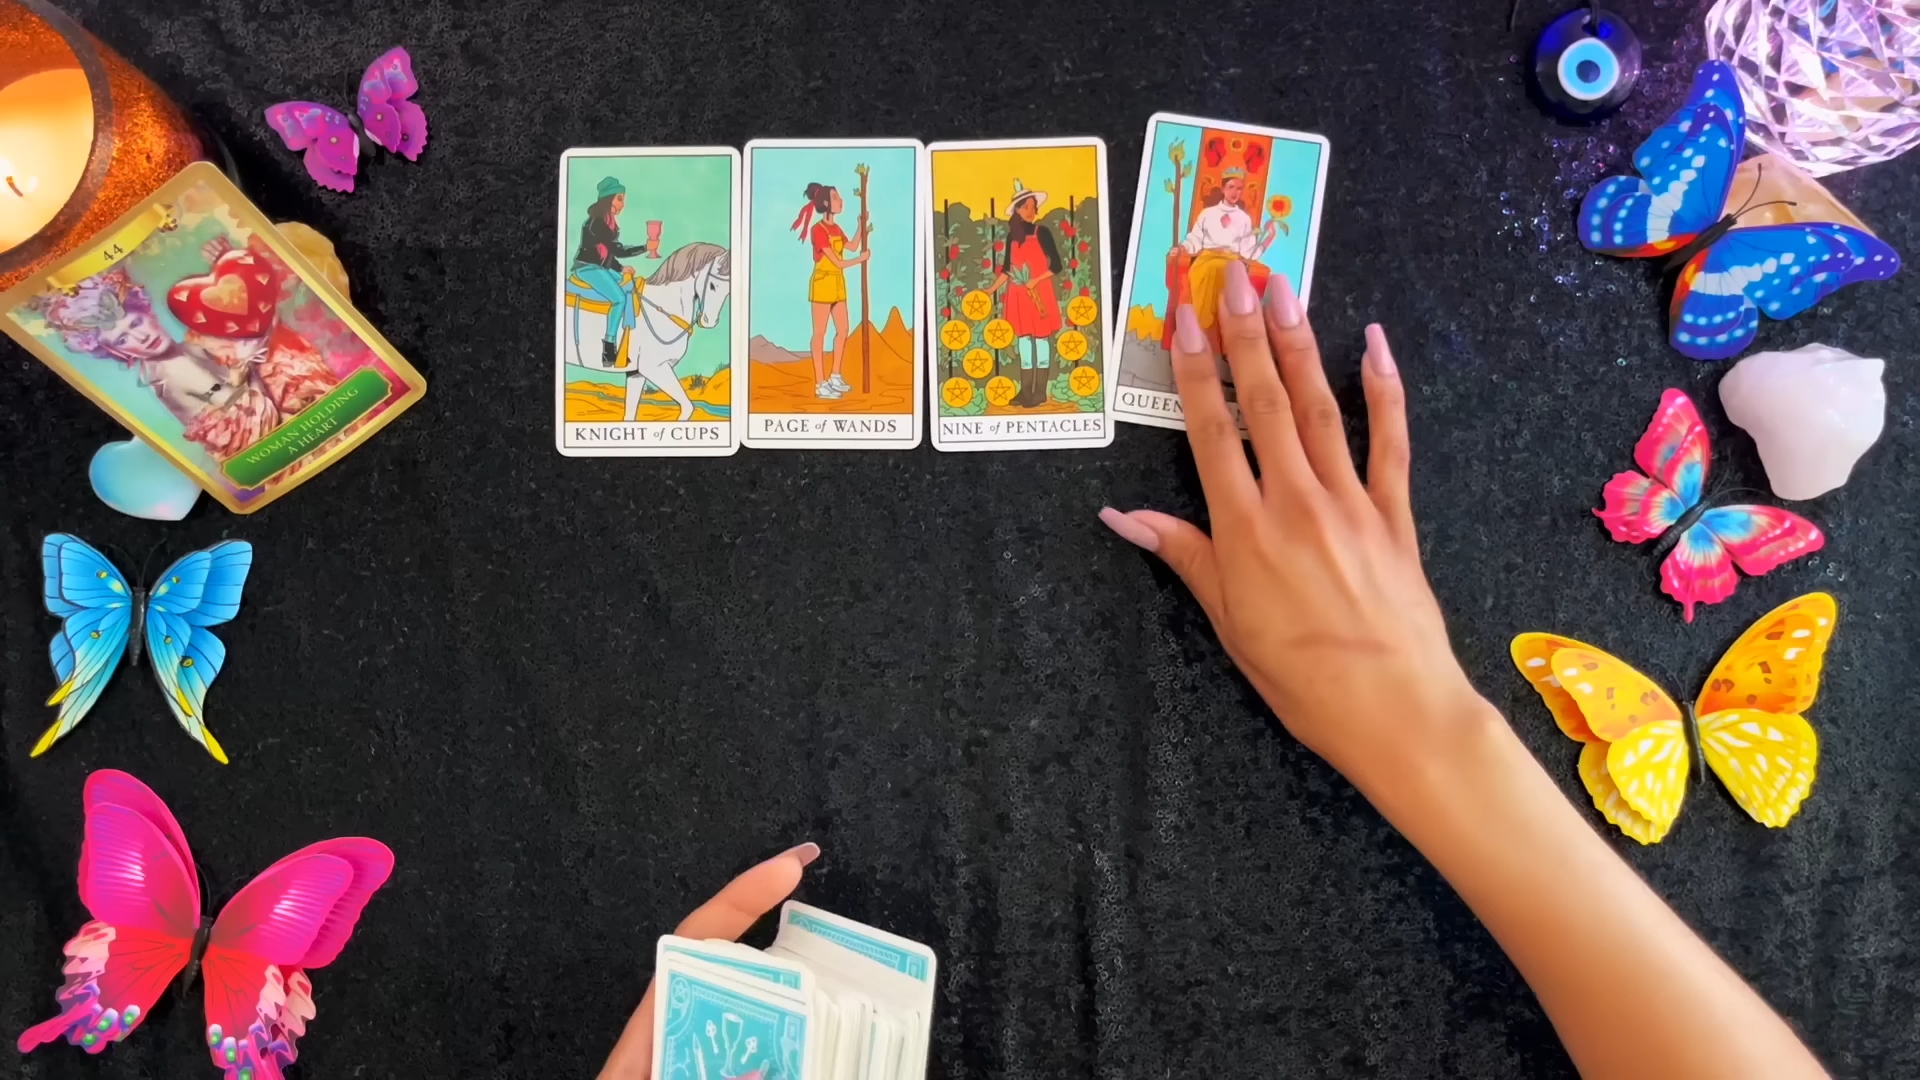 44
WOMAN HOLDING
A HEART
KNIGHT of CUPS
PAGE of WANDS
NINE of PENTACLES
QUEEN